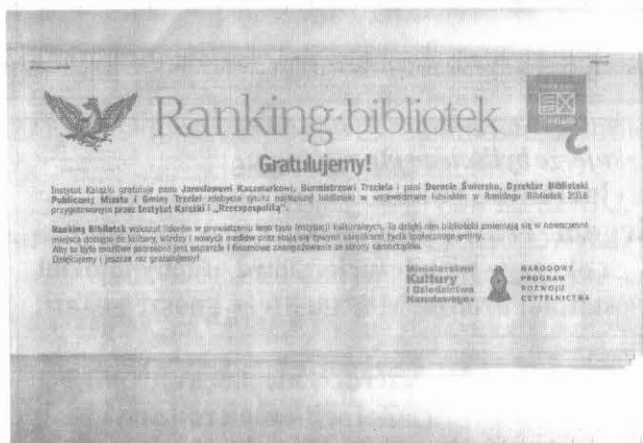 Ranking bibliotek
Gratulujemy!
Instytut Książki gratuluje panu Jarosławowi Kaczmarkowi, Burmistrzowi Trzciela i pani Dorocie Świerzko, Dyrektor Biblioteki
Publicznej Miasta i Gminy Trzciel zdobycia tytułu najlepszej biblioteki w województwie lubuskim w Rankingu Bibliotek 2016
przygotowanym przez Instytut Książki i „Rzeczpospolitą”.
Ranking Bibliotek wskazuje liderów w prowadzeniu tego typu instytucji kulturalnych. To dzięki nim biblioteki zmieniają się w nowoczesne
miejsca dostępu do kultury, wiedzy i nowych mediów oraz stają się żywymi ośrodkami życia społecznego gminy.
Aby to było możliwe potrzebne jest wsparcie i finansowe zaangażowanie ze strony samorządów.
Dziękujemy i jeszcze raz gratulujemy!
Ministerstwo
Kultury
i Dziedzictwa
Narodowego
NARODOWY
PROGRAM
ROZWOJU
CZYTELNICTWA